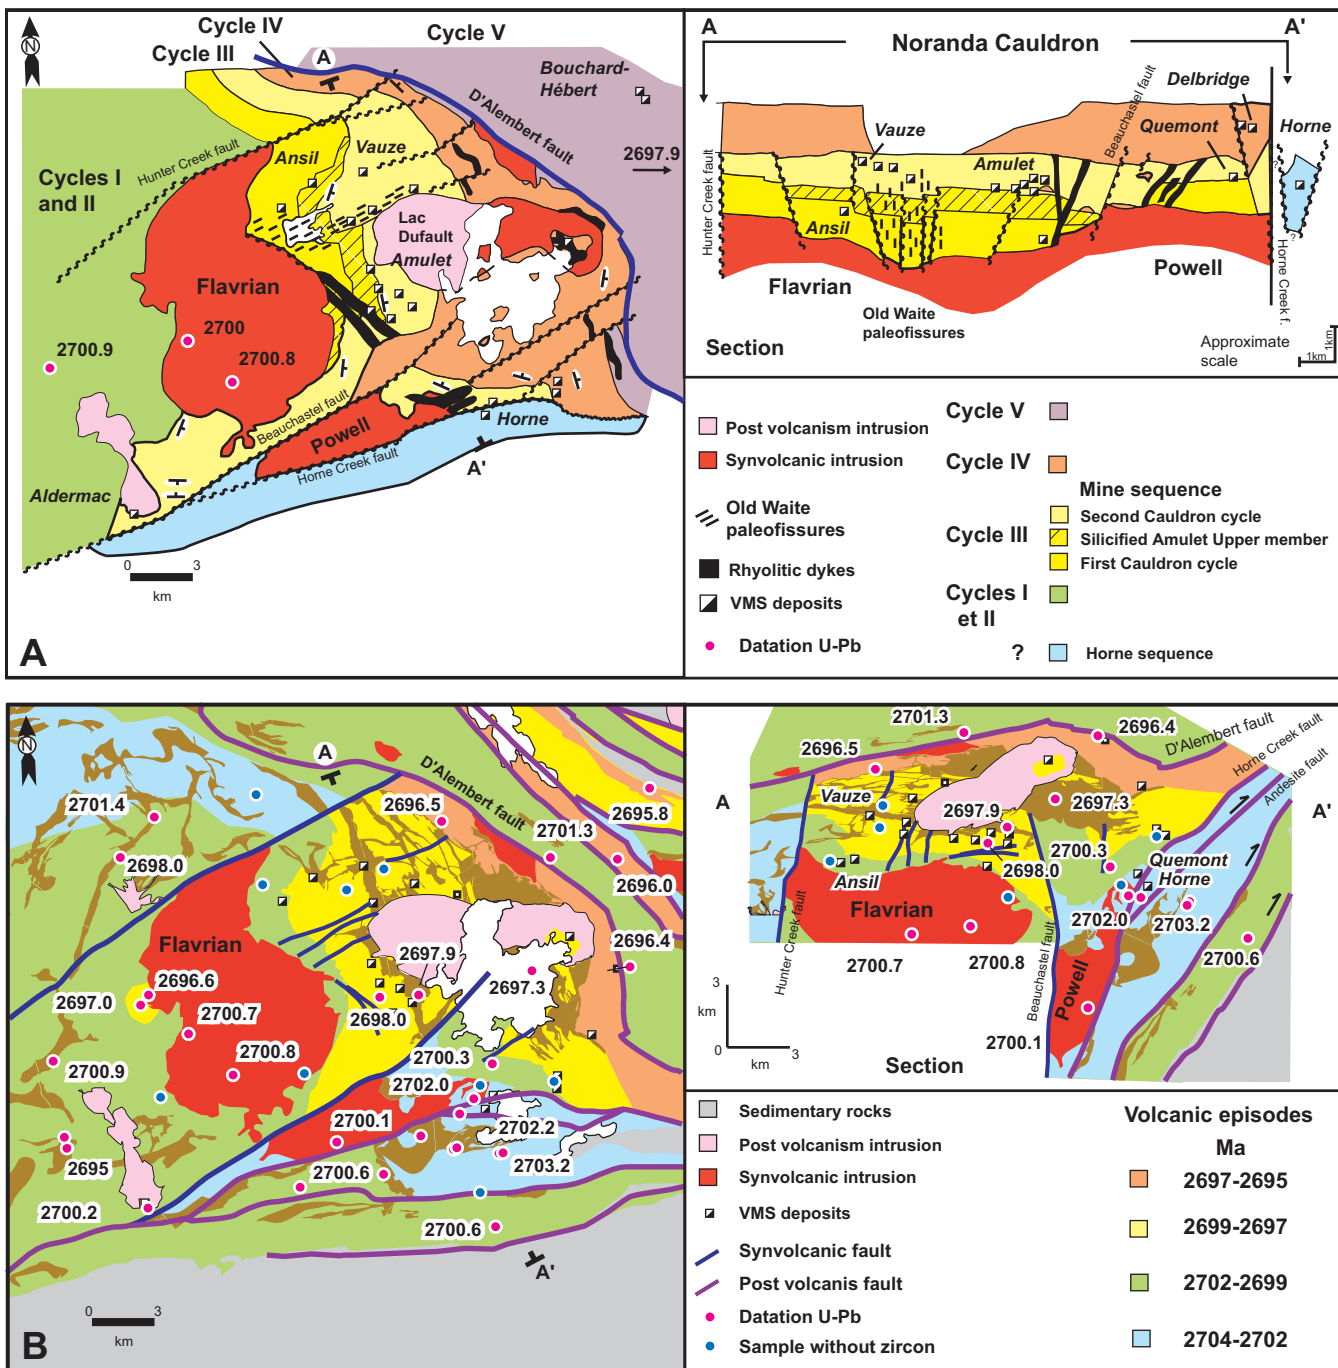 N
Cycle IV
Cycle III
A
Cycle V
Bouchard-
Hébert
D'Alembert fault
2697.9
Hunter Creek fault
Ansil
Vauze
Cycles I
and II
Lac
Dufault
Amulet
Flavrian
2700
2700.8
2700.9
Beauchastel fault
Powell
Horne
Horne Creek fault
A'
Aldermac
0 3
km
A
A
A'
Noranda Cauldron
Delbridge
Beauchastel fault
Quemont
Horne
Vauze
Amulet
Hunter Creek fault
Ansil
?
?
Flavrian
Powell
Horne Creek f.
Old Waite
paleofissures
Section
Approximate
scale
1km
1km
Post volcanism intrusion
Synvolcanic intrusion
Old Waite
paleofissures
Rhyolitic dykes
VMS deposits
Datation U-Pb
Cycle V
Cycle IV
Mine sequence
Second Cauldron cycle
Cycle III
Silicified Amulet Upper member
First Cauldron cycle
Cycles I
et II
?
Horne sequence
N
A
D'Alembert fault
2701.4
2696.5
2701.3
2695.8
2698.0
2696.0
Flavrian
2696.4
2697.9
2696.6
2697.0
2697.3
2700.7
2698.0
2700.8
2700.3
2700.9
2702.0
2700.1
2702.2
2695
2700.6
2703.2
2700.2
2700.6
A'
0 3
km
B
2701.3
2696.4
2696.5
D'Alembert fault
Horne Creek fault
Andesite fault
A
A'
Vauze
2697.9
2697.3
2700.3
2698.0
Quemont
Horne
Ansil
Flavrian
2702.0
2703.2
Hunter Creek fault
2700.7
2700.8
2700.6
Beauchastel fault
Powell
2700.1
3
km
0
km
3
Section
Sedimentary rocks
Post volcanism intrusion
Synvolcanic intrusion
VMS deposits
Synvolcanic fault
Post volcanis fault
Datation U-Pb
Sample without zircon
Volcanic episodes
Ma
2697-2695
2699-2697
2702-2699
2704-2702